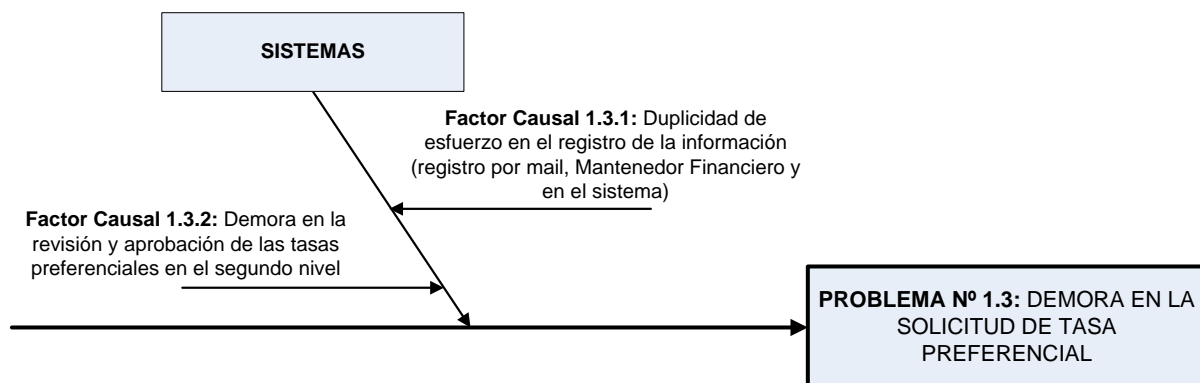 SISTEMAS
Factor Causal 1.3.1: Duplicidad de
esfuerzo en el registro de la información
(registro por mail, Mantenedor Financiero y
en el sistema)
Factor Causal 1.3.2: Demora en la
revisión y aprobación de las tasas
preferenciales en el segundo nivel
PROBLEMA Nº 1.3: DEMORA EN LA
SOLICITUD DE TASA
PREFERENCIAL